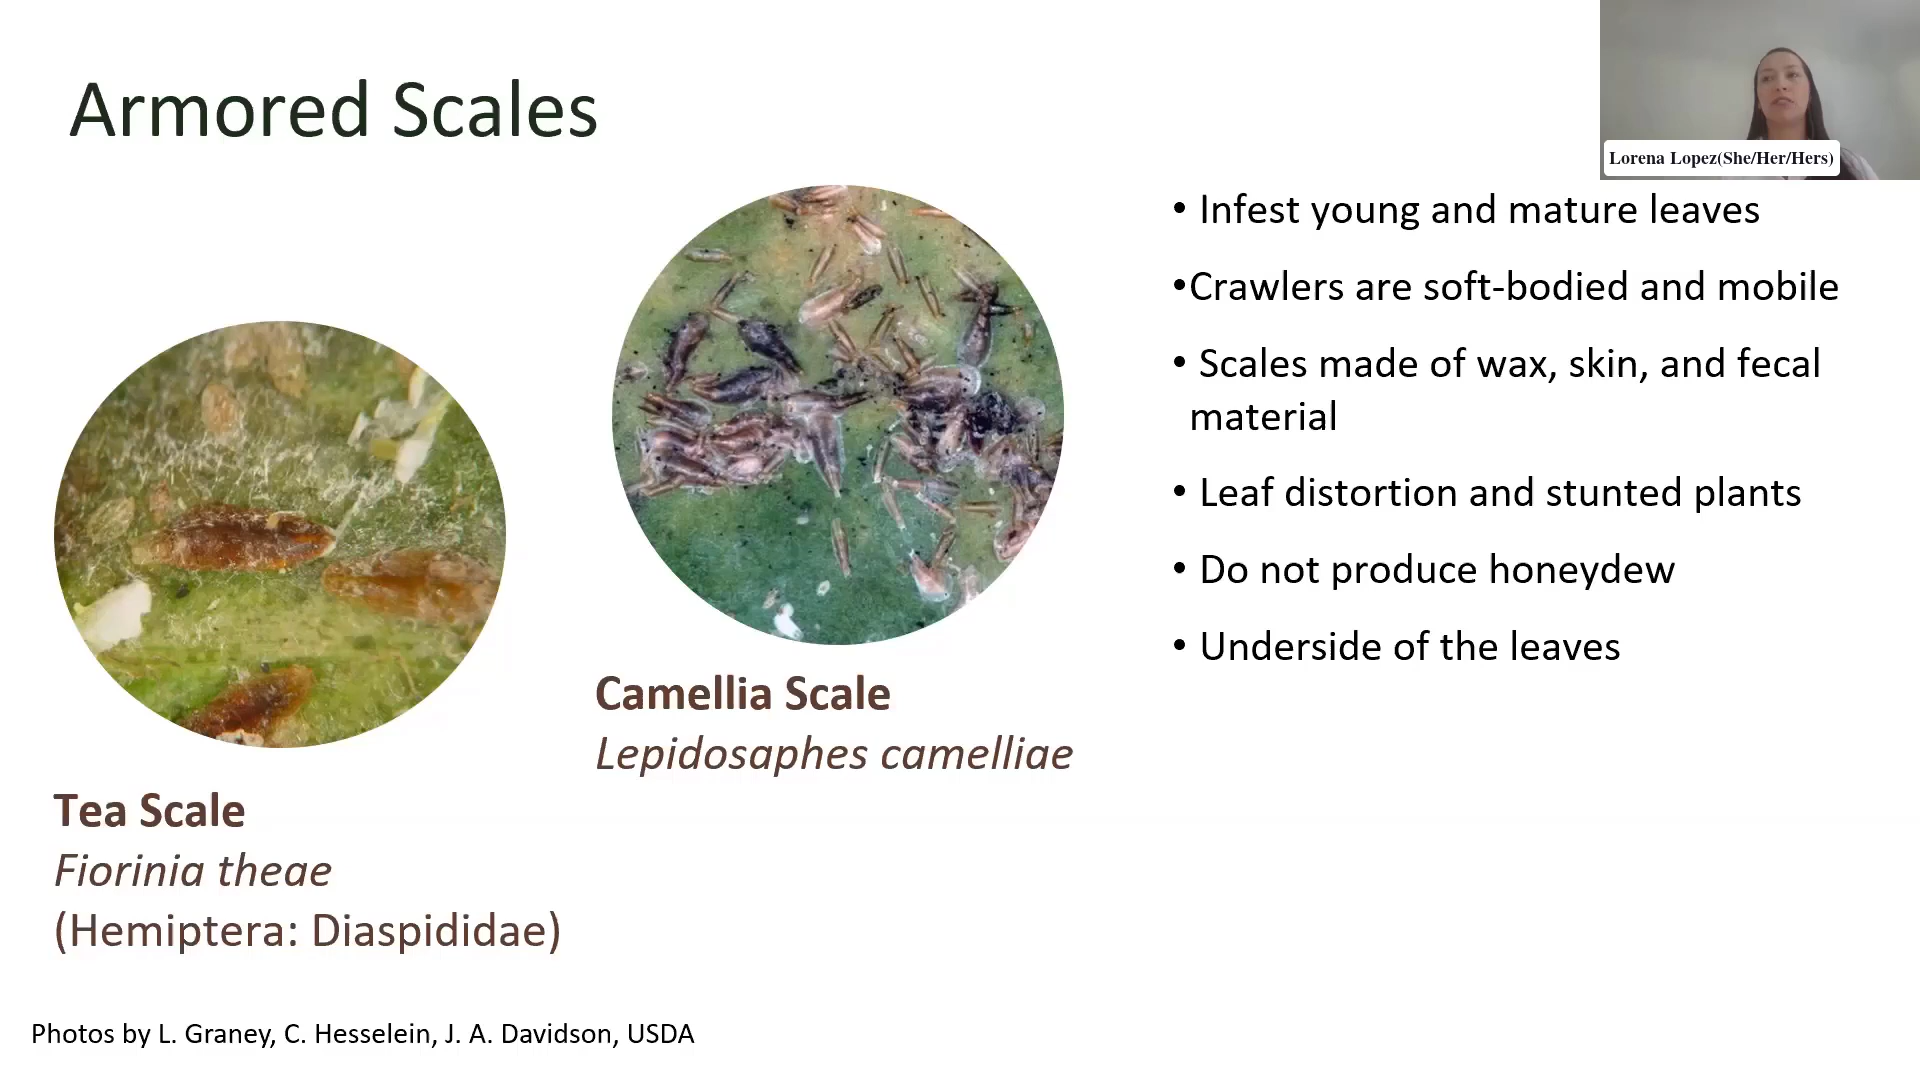 Armored Scales
Lorena Lopez(She/Her/Hers)
• Infest young and mature leaves
•Crawlers are soft-bodied and mobile
• Scales made of wax, skin, and fecal
material
• Leaf distortion and stunted plants
• Do not produce honeydew
• Underside of the leaves
Camellia Scale
Lepidosaphes camelliae
Tea Scale
Fiorinia theae
(Hemiptera: Diaspididae)
Photos by L. Graney, C. Hesselein, J. A. Davidson, USDA